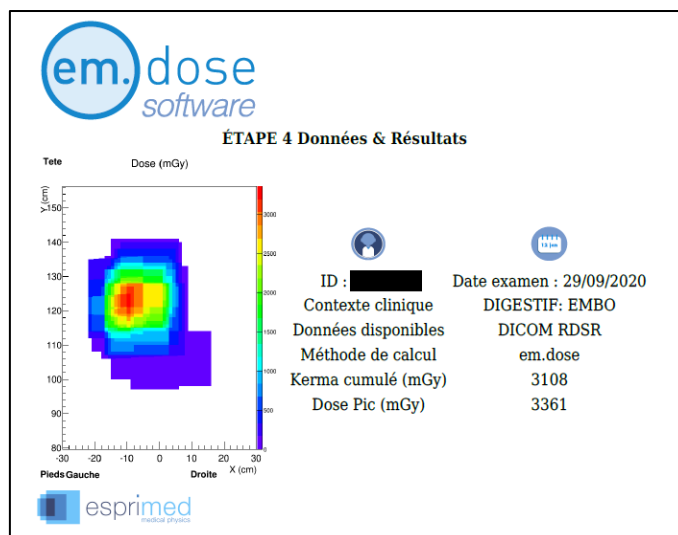 em.dose
software
ÉTAPE 4 Données & Résultats
Tete
Dose (mGy)
Y (cm)
150
140
130
120
110
100
90
80
-30
-20
-10
0
10
20
30
X (cm)
3000
2500
2000
1500
1000
500
0
Pieds Gauche
Droite
15 jan
ID :
Date examen : 29/09/2020
Contexte clinique
DIGESTIF: EMBO
Données disponibles
DICOM RDSR
Méthode de calcul
em.dose
Kerma cumulé (mGy)
3108
Dose Pic (mGy)
3361
esprimed
medical physics